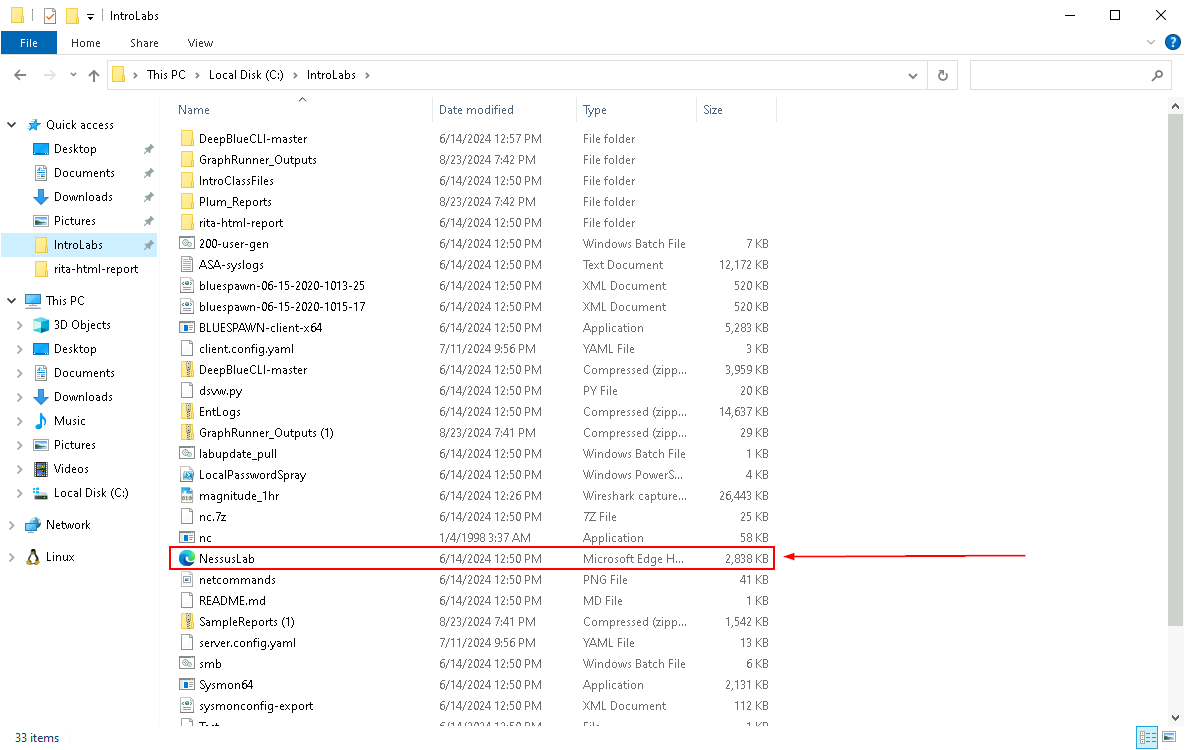 IntroLabs
File Home Share View
This PC Local Disk (C:) IntroLabs
Name Date modified Type Size
Quick access
Desktop
Documents
Downloads
Pictures
IntroLabs
rita-html-report
This PC
3D Objects
Desktop
Documents
Downloads
Music
Pictures
Videos
Local Disk (C:)
Network
Linux
DeepBlueCLI-master 6/14/2024 12:57 PM File folder
GraphRunner_Outputs 8/23/2024 7:42 PM File folder
IntroClassFiles 6/14/2024 12:50 PM File folder
Plum_Reports 8/23/2024 7:42 PM File folder
rita-html-report 6/14/2024 12:50 PM File folder
200-user-gen 6/14/2024 12:50 PM Windows Batch File 7 KB
ASA-syslogs 6/14/2024 12:50 PM Text Document 12,172 KB
bluespawn-06-15-2020-1013-25 6/14/2024 12:50 PM XML Document 520 KB
bluespawn-06-15-2020-1015-17 6/14/2024 12:50 PM XML Document 520 KB
BLUESPAWN-client-x64 6/14/2024 12:50 PM Application 5,283 KB
client.config.yaml 7/11/2024 9:56 PM YAML File 3 KB
DeepBlueCLI-master 6/14/2024 12:50 PM Compressed (zipp... 3,959 KB
dsvw.py 6/14/2024 12:50 PM PY File 20 KB
EntLogs 6/14/2024 12:50 PM Compressed (zipp... 14,637 KB
GraphRunner_Outputs (1) 8/23/2024 7:41 PM Compressed (zipp... 29 KB
labupdate_pull 6/14/2024 12:50 PM Windows Batch File 1 KB
LocalPasswordSpray 6/14/2024 12:50 PM Windows PowerS... 4 KB
magnitude_1hr 6/14/2024 12:26 PM Wireshark capture... 26,443 KB
nc.7z 6/14/2024 12:50 PM 7Z File 25 KB
nc 1/4/1998 3:37 AM Application 58 KB
NessusLab 6/14/2024 12:50 PM Microsoft Edge H... 2,838 KB
netcommands 6/14/2024 12:50 PM PNG File 41 KB
README.md 6/14/2024 12:50 PM MD File 1 KB
SampleReports (1) 8/23/2024 7:41 PM Compressed (zipp... 1,542 KB
server.config.yaml 7/11/2024 9:56 PM YAML File 13 KB
smb 6/14/2024 12:50 PM Windows Batch File 6 KB
Sysmon64 6/14/2024 12:50 PM Application 2,131 KB
sysmonconfig-export 6/14/2024 12:50 PM XML Document 112 KB
6/14/2024 12:50 PM File 1 KB
33 items